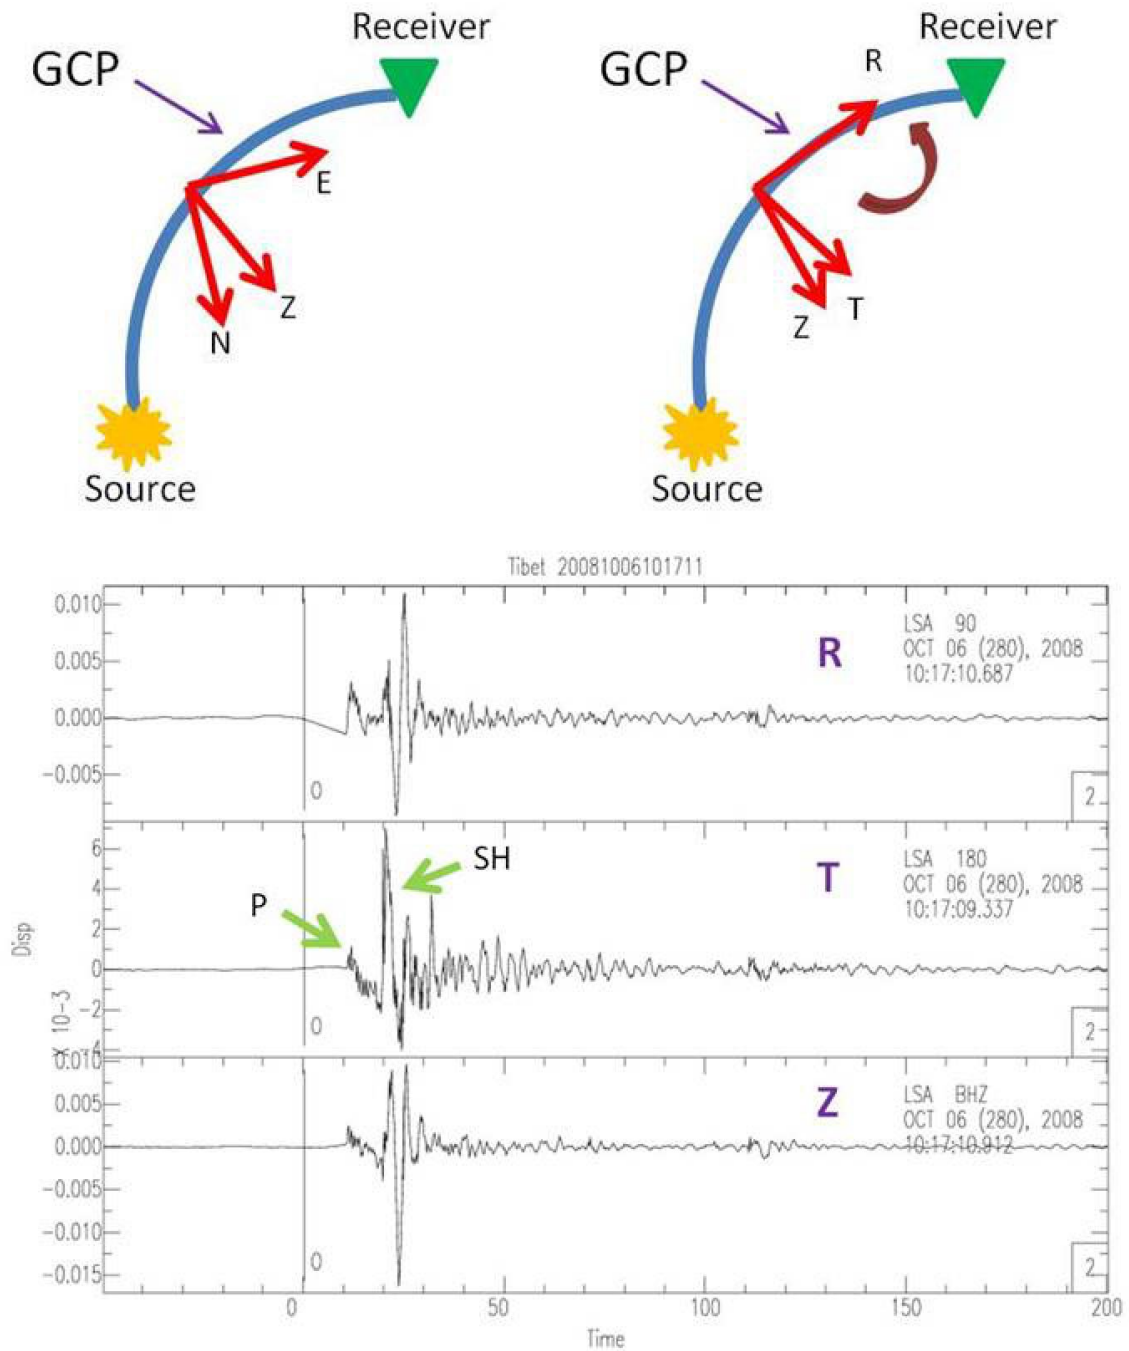 Receiver
GCP
E
Z
N
Source
Receiver
R
GCP
Z
T
Source
Tibet 20081006101711
0.010
0.005
0.000
-0.005
R
LSA 90
OCT 06 (280), 2008
10:17:10.687
0
2
6
4
2
0
-2
-4
Disp
X 10-3
P
SH
T
LSA 180
OCT 06 (280), 2008
10:17:09.337
0
2
0.010
0.005
0.000
-0.005
-0.010
-0.015
Z
LSA BHZ
OCT 06 (280), 2008
10:17:10.912
0
2
0 50 100 150 200
Time